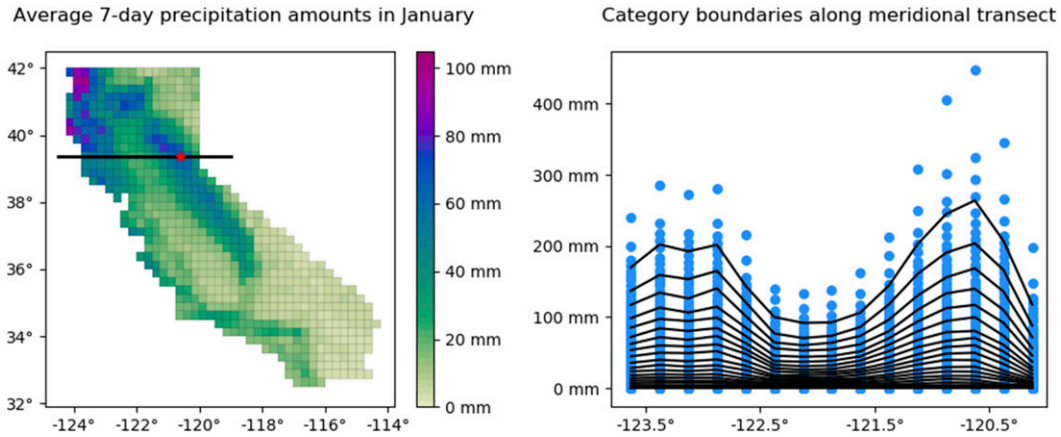 Average 7-day precipitation amounts in January
Category boundaries along meridional transect
42°
40°
38°
36°
34°
32°
-124°
-122°
-120°
-118°
-116°
-114°
100 mm
80 mm
60 mm
40 mm
20 mm
0 mm
400 mm
300 mm
200 mm
100 mm
0 mm
-123.5°
-122.5°
-121.5°
-120.5°